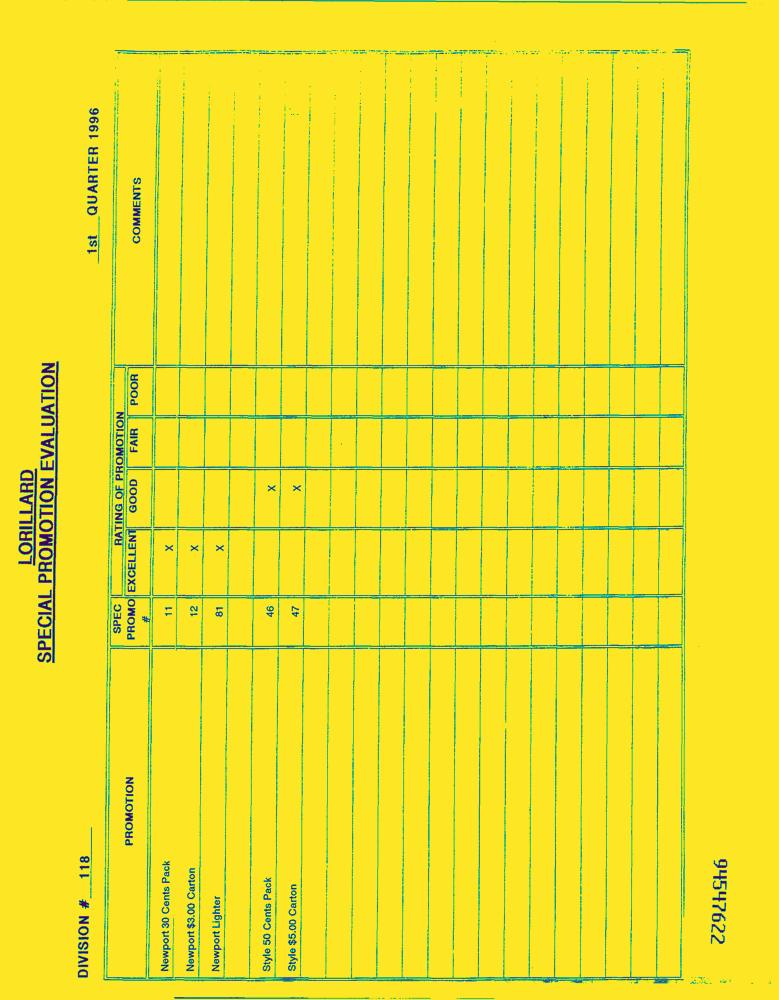 LORILLARD
SPECIAL PROMOTION EVALUATION
DIVISION # 118 1st QUARTER 1996
PROMOTION SPEC PROMO # RATING OF PROMOTION COMMENTS
EXCELLENT GOOD FAIR POOR
Newport 30 Cents Pack 11 X
Newport $3.00 Carton 12 X
Newport Lighter 81 X
Style 50 Cents Pack 46 X
Style $5.00 Carton 47 X
94547622